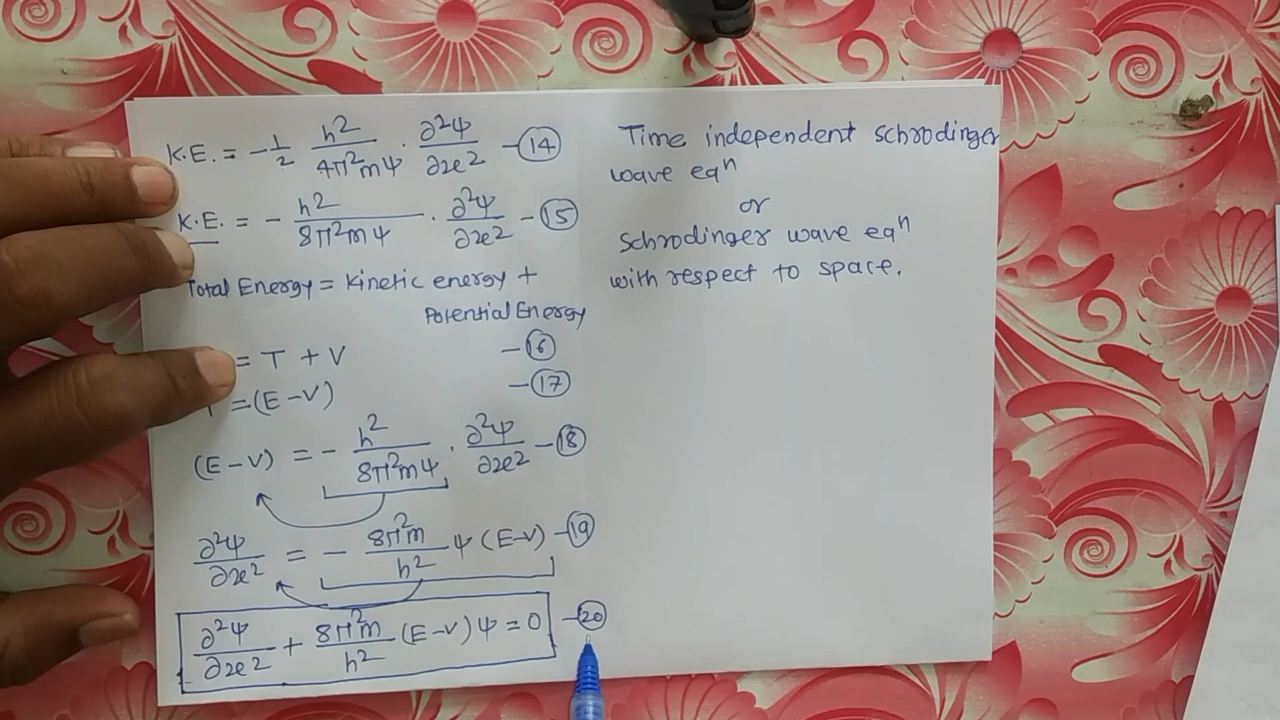 K.E. = -1/2 h²/4π²mψ · ∂²ψ/∂x² -(14)
K.E. = - h²/8π²mψ · ∂²ψ/∂x² -(15)
Total Energy = kinetic energy +
Potential Energy
= T + V -(16)
= (E-V) -(17)
(E-V) = - h²/8π²mψ · ∂²ψ/∂x² -(18)
∂²ψ/∂x² = - 8π²m/h² ψ (E-V) -(19)
∂²ψ/∂x² + 8π²m/h² (E-V) ψ = 0 -(20)
Time independent schrodinger
wave eqⁿ
or
schrodinger wave eqⁿ
with respect to space.